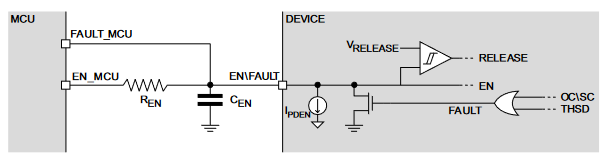 MCU
DEVICE
FAULT_MCU
VRELEASE
RELEASE
EN_MCU
EN\FAULT
EN
REN
CEN
IPDEN
FAULT
OC\SC
THSD